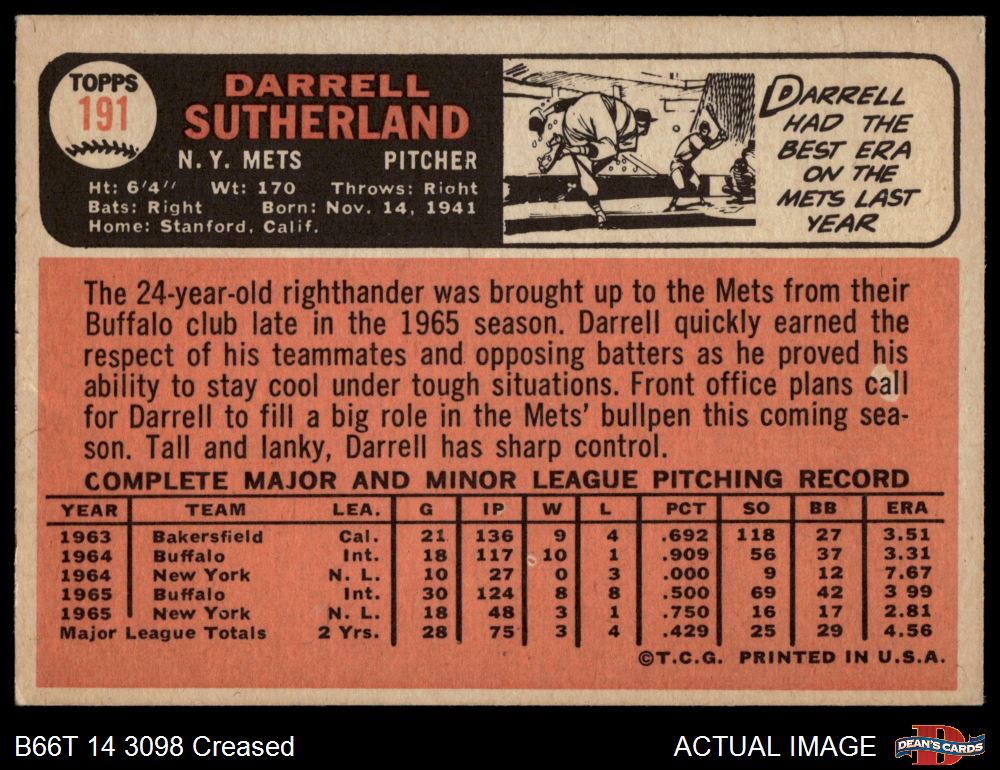 TOPPS
191
DARRELL
SUTHERLAND
N. Y. METS PITCHER
Ht: 6'4" Wt: 170 Throws: Right
Bats: Right Born: Nov. 14, 1941
Home: Stanford, Calif.
DARRELL
HAD THE
BEST ERA
ON THE
METS LAST
YEAR
The 24-year-old righthander was brought up to the Mets from their
Buffalo club late in the 1965 season. Darrell quickly earned the
respect of his teammates and opposing batters as he proved his
ability to stay cool under tough situations. Front office plans call
for Darrell to fill a big role in the Mets' bullpen this coming sea-
son. Tall and lanky, Darrell has sharp control.
COMPLETE MAJOR AND MINOR LEAGUE PITCHING RECORD
YEAR TEAM LEA. G IP W L PCT SO BB ERA
1963 Bakersfield Cal. 21 136 9 4 .692 118 27 3.51
1964 Buffalo Int. 18 117 10 1 .909 56 37 3.31
1964 New York N. L. 10 27 0 3 .000 9 12 7.67
1965 Buffalo Int. 30 124 8 8 .500 69 42 3 99
1965 New York N. L. 18 48 3 1 .750 16 17 2.81
Major League Totals 2 Yrs. 28 75 3 4 .429 25 29 4.56
©T.C.G. PRINTED IN U.S.A.
B66T 14 3098 Creased
ACTUAL IMAGE
DEAN'S CARDS